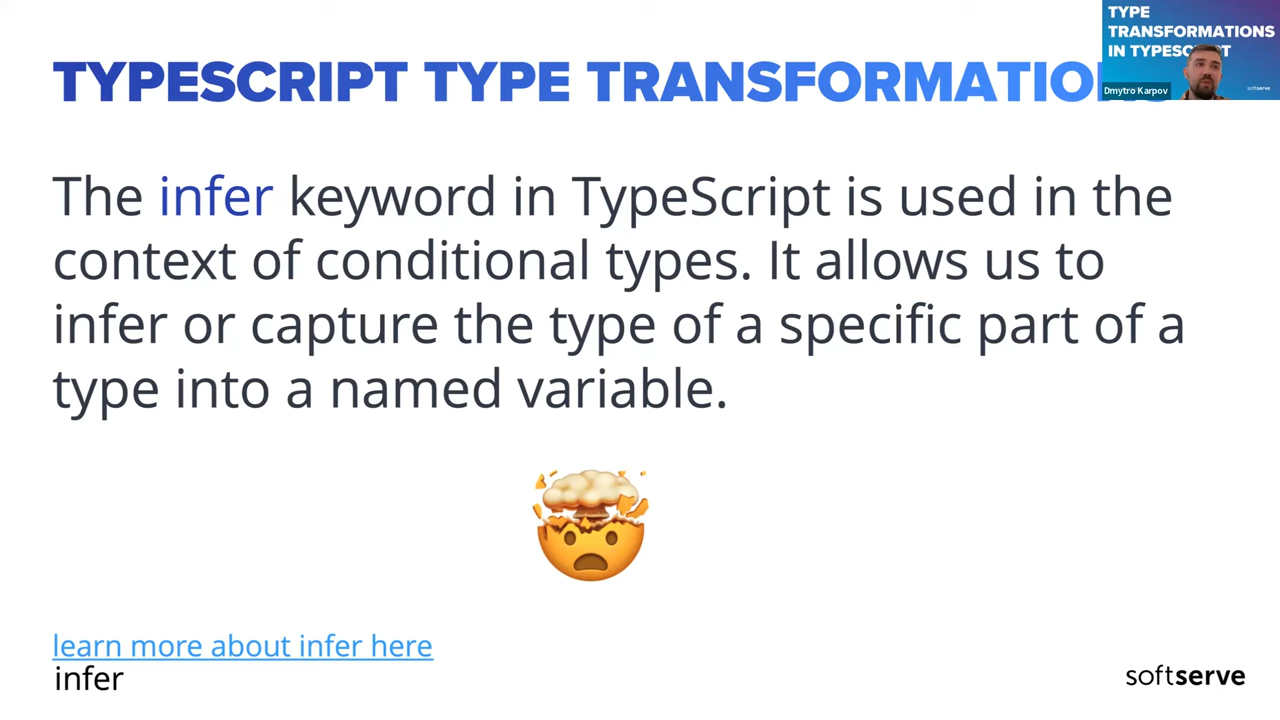 TYPESCRIPT TYPE TRANSFORMATIO
TYPE
TRANSFORMATIONS
IN TYPESCRIPT
Dmytro Karpov
softserve
The infer keyword in TypeScript is used in the
context of conditional types. It allows us to
infer or capture the type of a specific part of a
type into a named variable.
learn more about infer here
infer
softserve